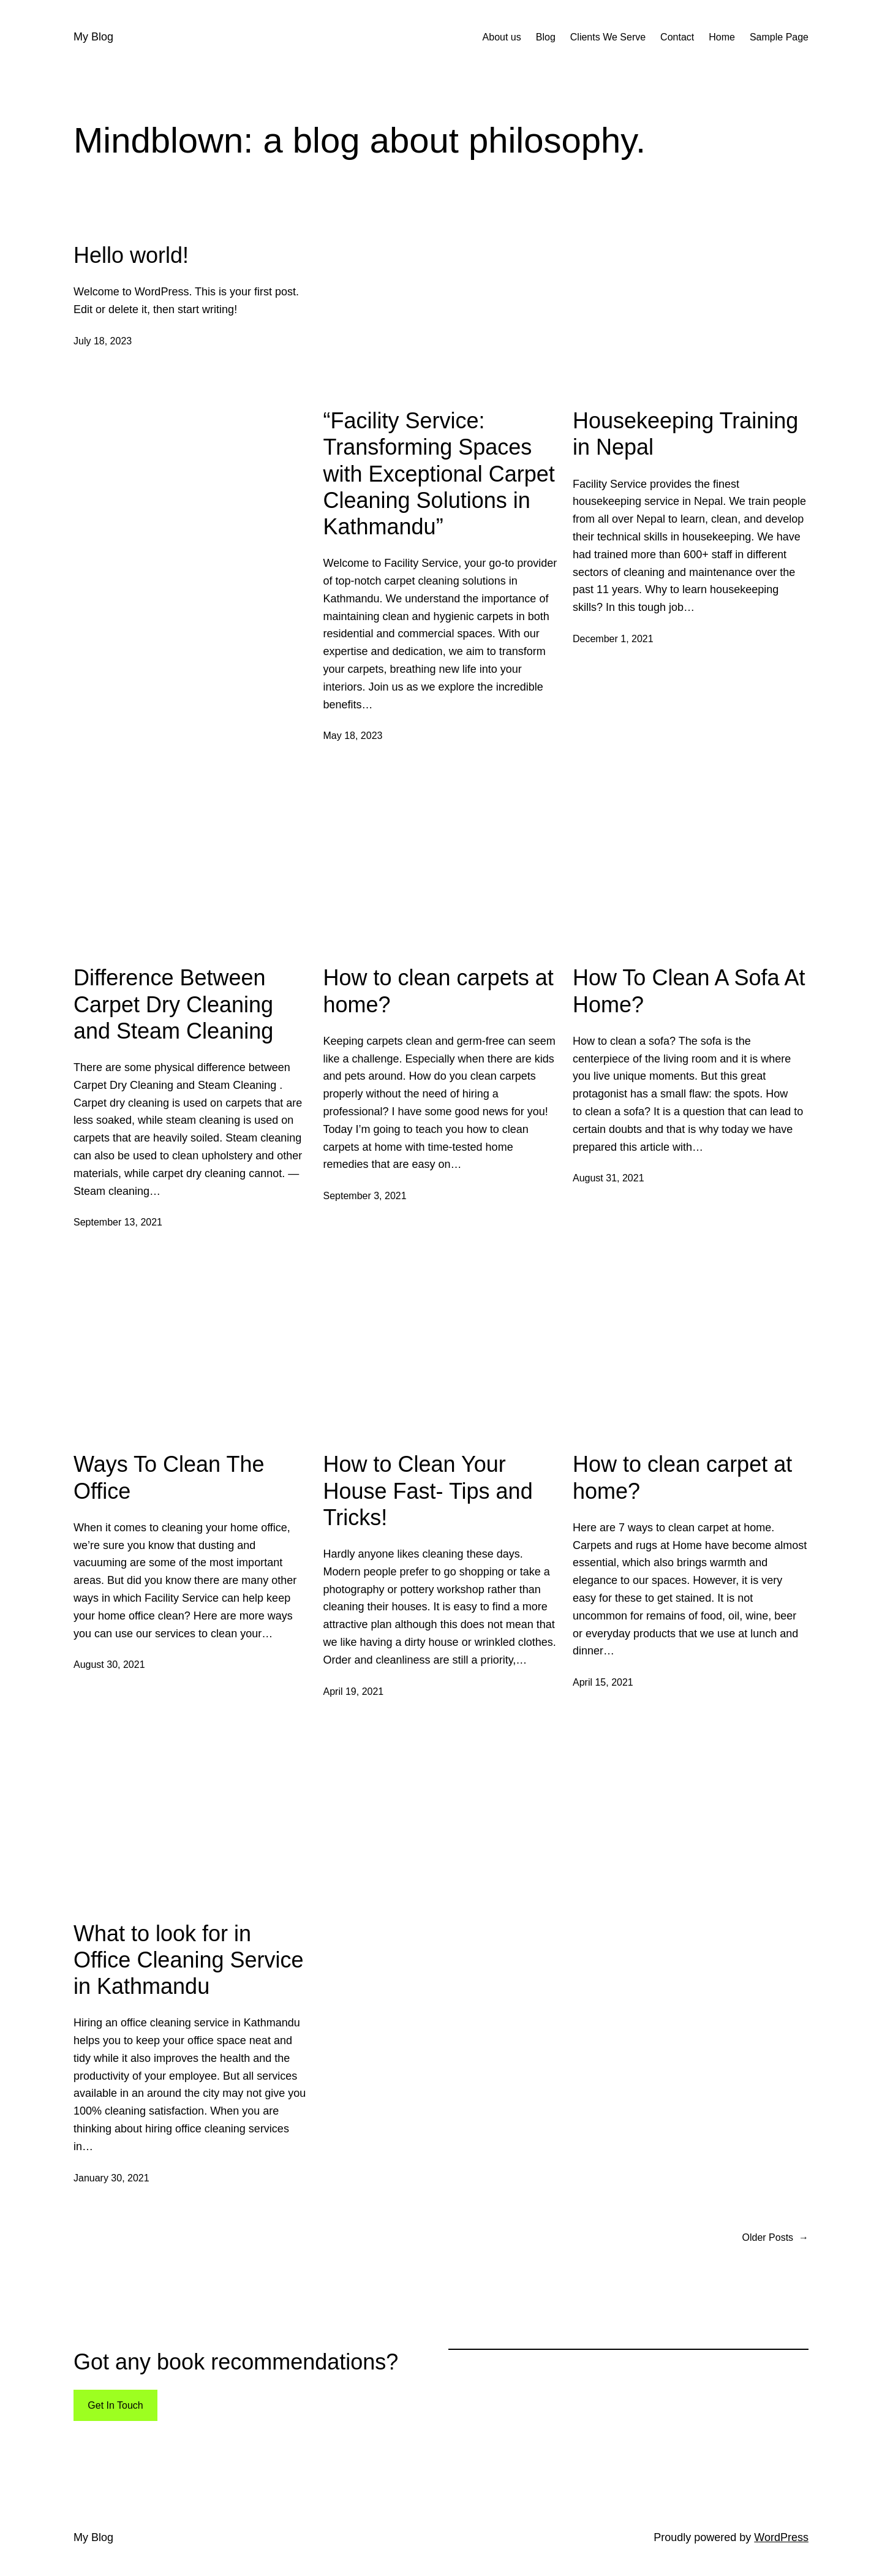 My Blog
About us Blog Clients We Serve Contact Home Sample Page
Mindblown: a blog about philosophy.
Hello world!
Welcome to WordPress. This is your first post.
Edit or delete it, then start writing!
July 18, 2023
“Facility Service:
Transforming Spaces
with Exceptional Carpet
Cleaning Solutions in
Kathmandu”
Welcome to Facility Service, your go-to provider
of top-notch carpet cleaning solutions in
Kathmandu. We understand the importance of
maintaining clean and hygienic carpets in both
residential and commercial spaces. With our
expertise and dedication, we aim to transform
your carpets, breathing new life into your
interiors. Join us as we explore the incredible
benefits…
May 18, 2023
Housekeeping Training
in Nepal
Facility Service provides the finest
housekeeping service in Nepal. We train people
from all over Nepal to learn, clean, and develop
their technical skills in housekeeping. We have
had trained more than 600+ staff in different
sectors of cleaning and maintenance over the
past 11 years. Why to learn housekeeping
skills? In this tough job…
December 1, 2021
Difference Between
Carpet Dry Cleaning
and Steam Cleaning
There are some physical difference between
Carpet Dry Cleaning and Steam Cleaning .
Carpet dry cleaning is used on carpets that are
less soaked, while steam cleaning is used on
carpets that are heavily soiled. Steam cleaning
can also be used to clean upholstery and other
materials, while carpet dry cleaning cannot. —
Steam cleaning…
September 13, 2021
How to clean carpets at
home?
Keeping carpets clean and germ-free can seem
like a challenge. Especially when there are kids
and pets around. How do you clean carpets
properly without the need of hiring a
professional? I have some good news for you!
Today I’m going to teach you how to clean
carpets at home with time-tested home
remedies that are easy on…
September 3, 2021
How To Clean A Sofa At
Home?
How to clean a sofa? The sofa is the
centerpiece of the living room and it is where
you live unique moments. But this great
protagonist has a small flaw: the spots. How
to clean a sofa? It is a question that can lead to
certain doubts and that is why today we have
prepared this article with…
August 31, 2021
Ways To Clean The
Office
When it comes to cleaning your home office,
we’re sure you know that dusting and
vacuuming are some of the most important
areas. But did you know there are many other
ways in which Facility Service can help keep
your home office clean? Here are more ways
you can use our services to clean your…
August 30, 2021
How to Clean Your
House Fast- Tips and
Tricks!
Hardly anyone likes cleaning these days.
Modern people prefer to go shopping or take a
photography or pottery workshop rather than
cleaning their houses. It is easy to find a more
attractive plan although this does not mean that
we like having a dirty house or wrinkled clothes.
Order and cleanliness are still a priority,…
April 19, 2021
How to clean carpet at
home?
Here are 7 ways to clean carpet at home.
Carpets and rugs at Home have become almost
essential, which also brings warmth and
elegance to our spaces. However, it is very
easy for these to get stained. It is not
uncommon for remains of food, oil, wine, beer
or everyday products that we use at lunch and
dinner…
April 15, 2021
What to look for in
Office Cleaning Service
in Kathmandu
Hiring an office cleaning service in Kathmandu
helps you to keep your office space neat and
tidy while it also improves the health and the
productivity of your employee. But all services
available in an around the city may not give you
100% cleaning satisfaction. When you are
thinking about hiring office cleaning services
in…
January 30, 2021
Older Posts →
Got any book recommendations?
Get In Touch
My Blog
Proudly powered by WordPress